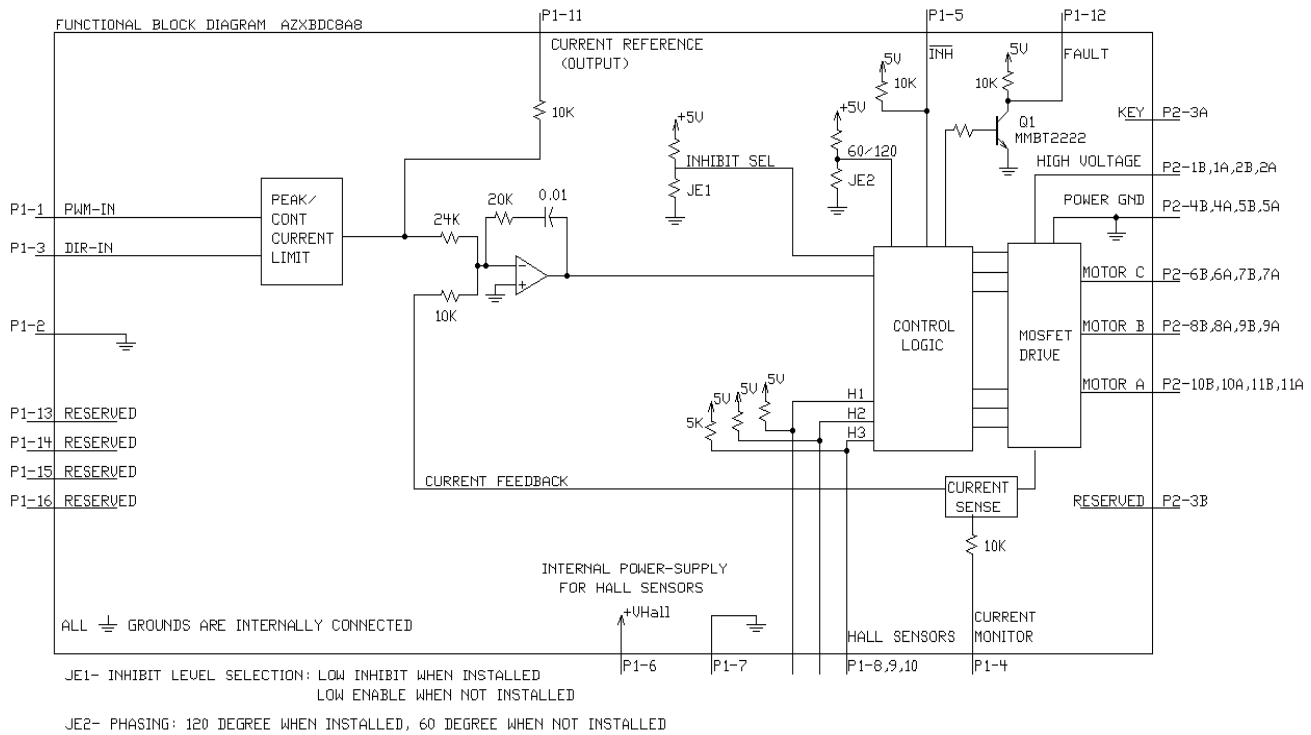 FUNCTIONAL BLOCK DIAGRAM AZXBDC8A8
P1-11
P1-5
P1-12
CURRENT REFERENCE
(OUTPUT)
INH
FAULT
5V
10K
5V
10K
10K
+5V
60/120
JE2
Q1
MMBT2222
KEY
P2-3A
+5V
INHIBIT SEL
JE1
HIGH VOLTAGE
P2-1B,1A,2B,2A
POWER GND
P2-4B,4A,5B,5A
P1-1
PWM-IN
P1-3
DIR-IN
PEAK/
CONT
CURRENT
LIMIT
24K
20K
0.01
10K
-
+
P1-2
CONTROL
LOGIC
MOSFET
DRIVE
MOTOR C
P2-6B,6A,7B,7A
MOTOR B
P2-8B,8A,9B,9A
MOTOR A
P2-10B,10A,11B,11A
5V
5V
5V
5K
H1
H2
H3
P1-13 RESERVED
P1-14 RESERVED
P1-15 RESERVED
P1-16 RESERVED
CURRENT FEEDBACK
CURRENT
SENSE
RESERVED
P2-3B
10K
INTERNAL POWER-SUPPLY
FOR HALL SENSORS
+VHall
ALL GROUNDS ARE INTERNALLY CONNECTED
HALL SENSORS
CURRENT
MONITOR
P1-6
P1-7
P1-8,9,10
P1-4
JE1- INHIBIT LEVEL SELECTION: LOW INHIBIT WHEN INSTALLED
LOW ENABLE WHEN NOT INSTALLED
JE2- PHASING: 120 DEGREE WHEN INSTALLED, 60 DEGREE WHEN NOT INSTALLED